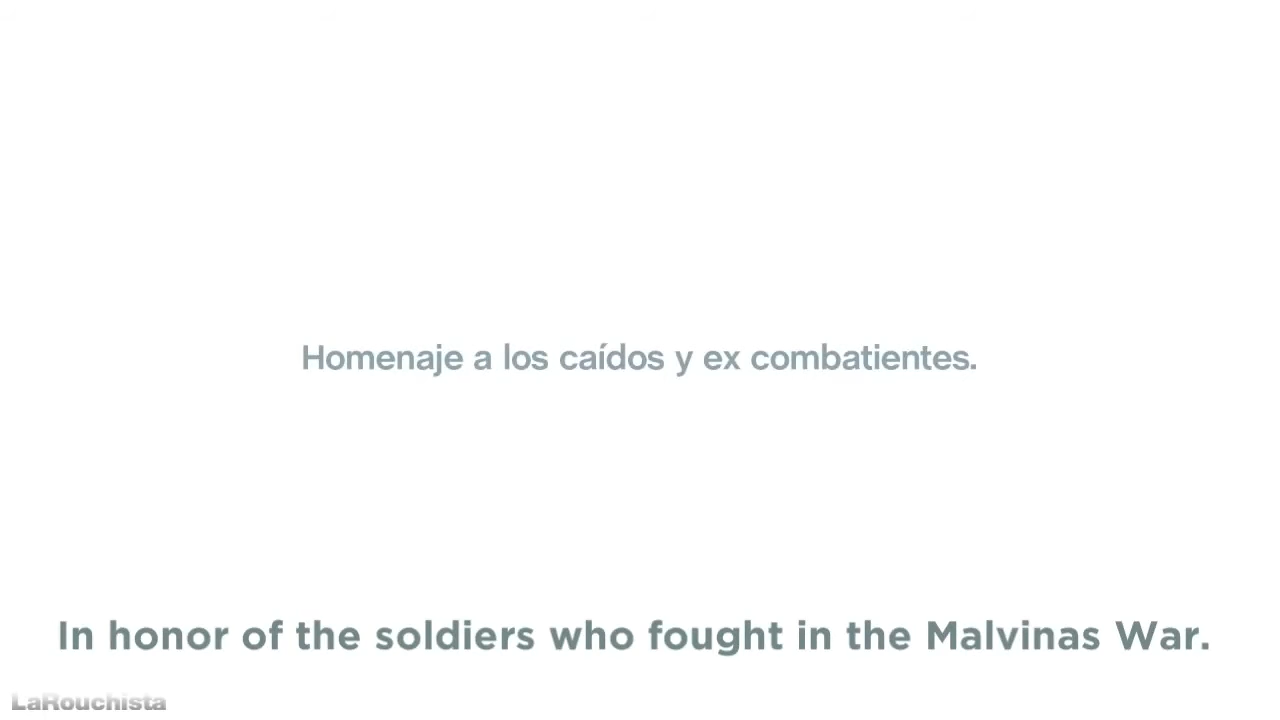 Homenaje a los caídos y ex combatientes.
In honor of the soldiers who fought in the Malvinas War.
LaRouchista